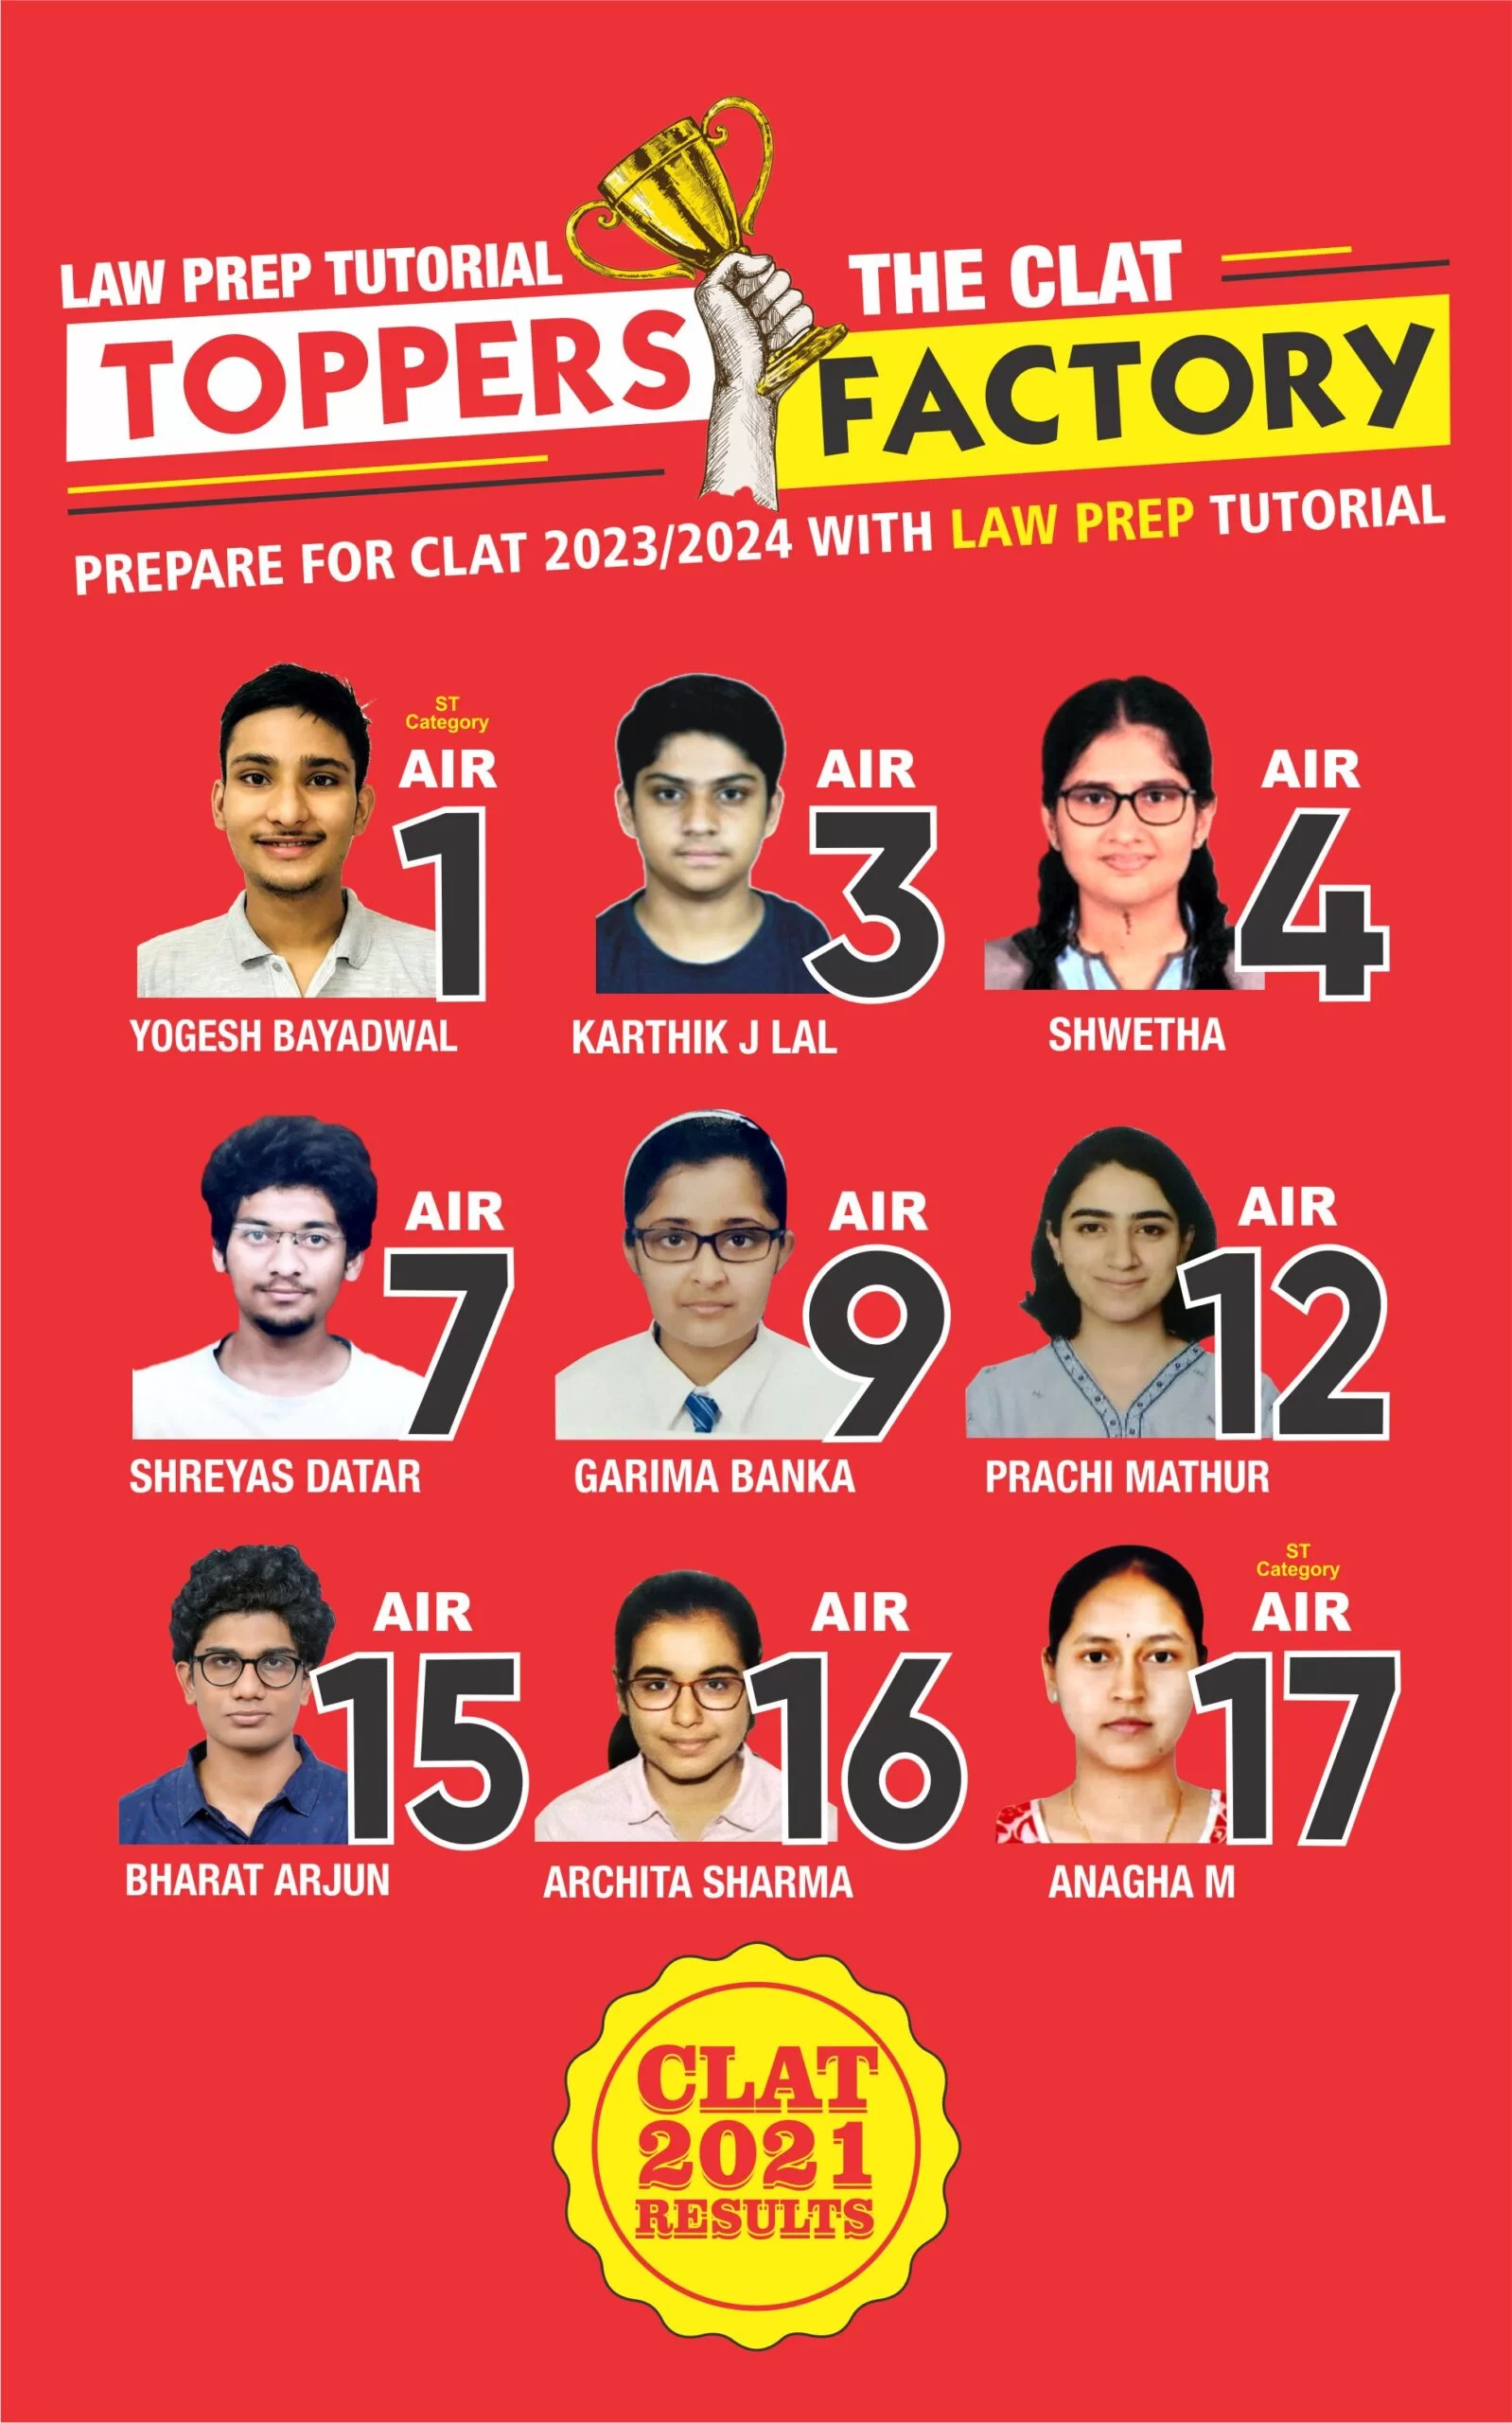 LAW PREP TUTORIAL
TOPPERS
THE CLAT
FACTORY
PREPARE FOR CLAT 2023/2024 WITH LAW PREP TUTORIAL
ST
Category
AIR
1
YOGESH BAYADWAL
AIR
3
KARTHIK J LAL
AIR
4
SHWETHA
AIR
7
SHREYAS DATAR
AIR
9
GARIMA BANKA
AIR
12
PRACHI MATHUR
AIR
15
BHARAT ARJUN
AIR
16
ARCHITA SHARMA
ST
Category
AIR
17
ANAGHA M
CLAT
2021
RESULTS